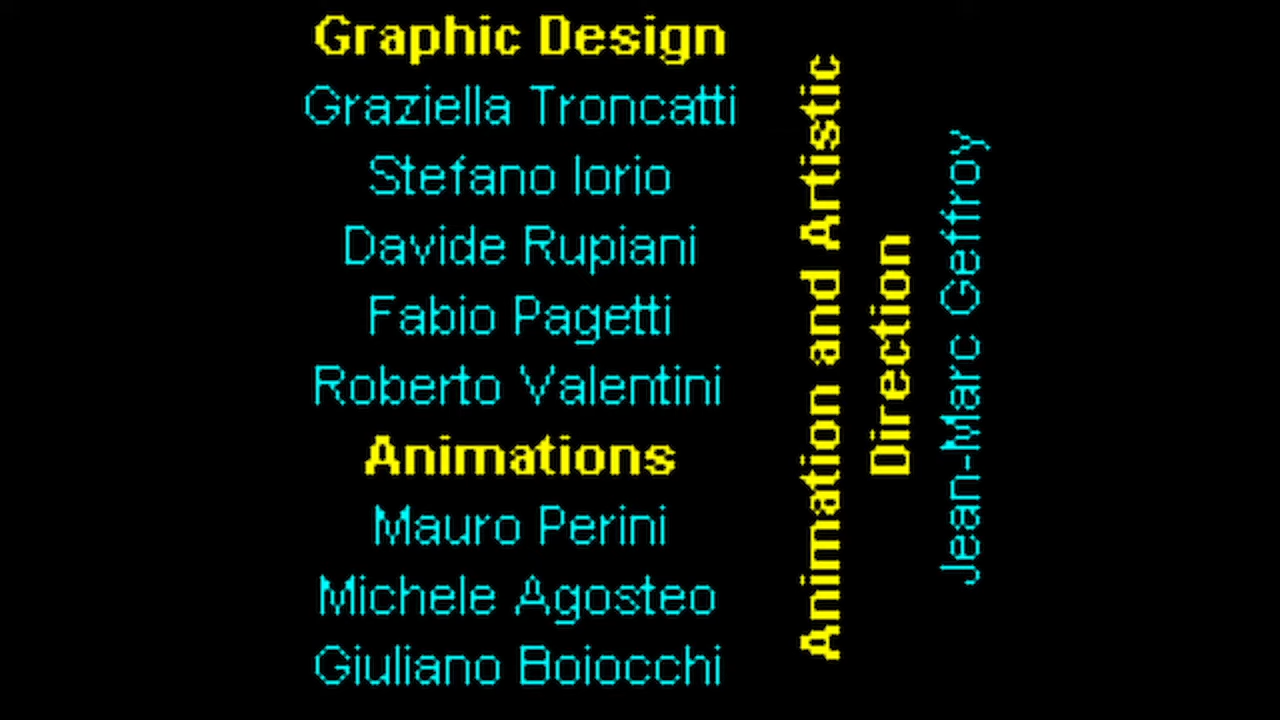 Graphic Design
Graziella Troncatti
Stefano Iorio
Davide Rupiani
Fabio Pagetti
Roberto Valentini
Animations
Mauro Perini
Michele Agosteo
Giuliano Boiocchi
Animation and Artistic
Direction
Jean-Marc Geffroy